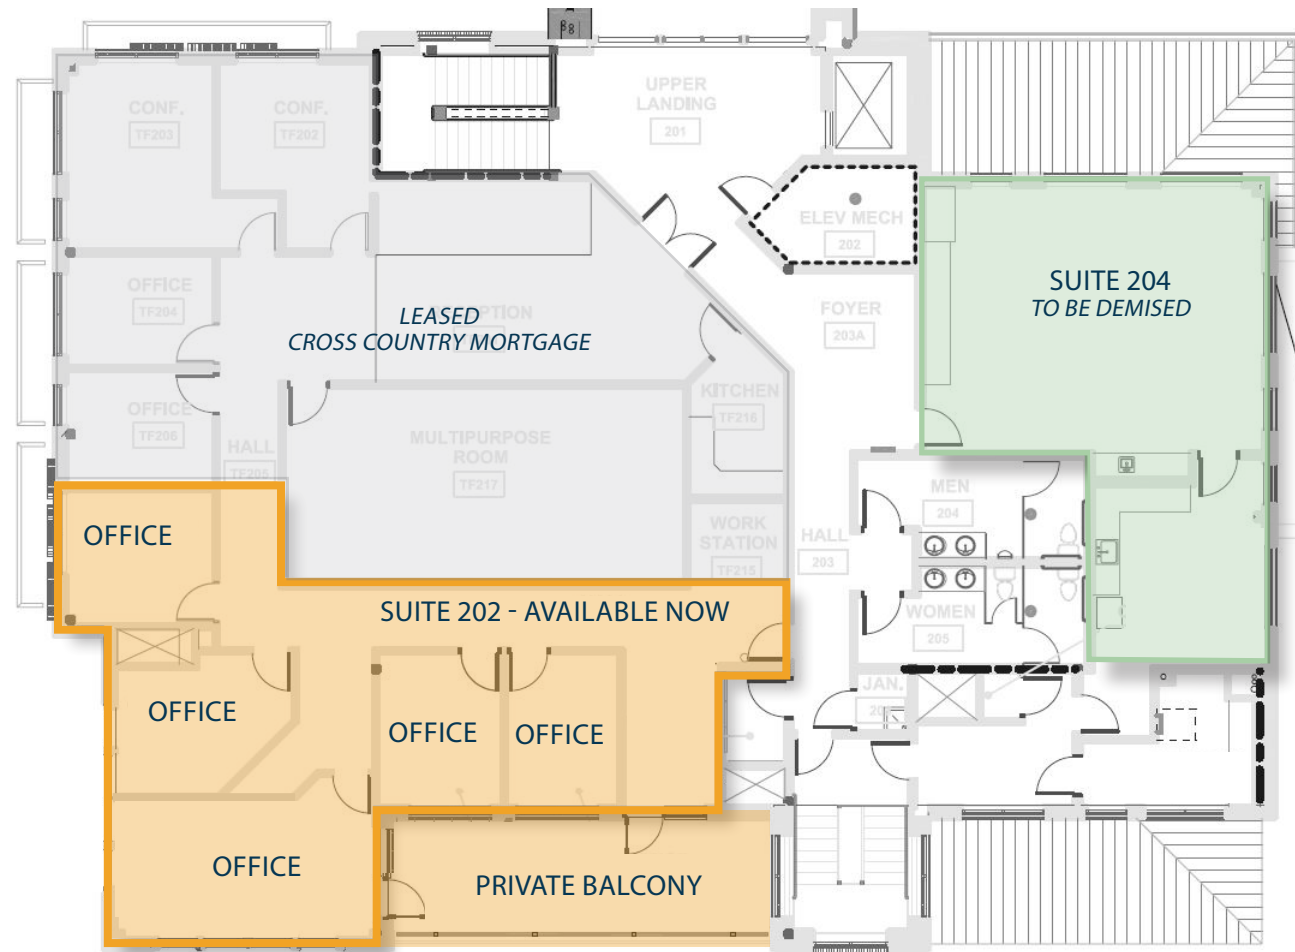 UPPER
LANDING
201
CONF.
TF203
CONF.
TF202
ELEV MECH
202
SUITE 204
TO BE DEMISED
OFFICE
TF204
LEASED
CROSS COUNTRY MORTGAGE
FOYER
203A
OFFICE
TF206
KITCHEN
TF216
HALL
TF205
MULTIPURPOSE
ROOM
TF217
MEN
204
WORK
STATION
TF215
HALL
203
OFFICE
SUITE 202 - AVAILABLE NOW
WOMEN
205
JAN.
OFFICE
OFFICE
OFFICE
OFFICE
PRIVATE BALCONY